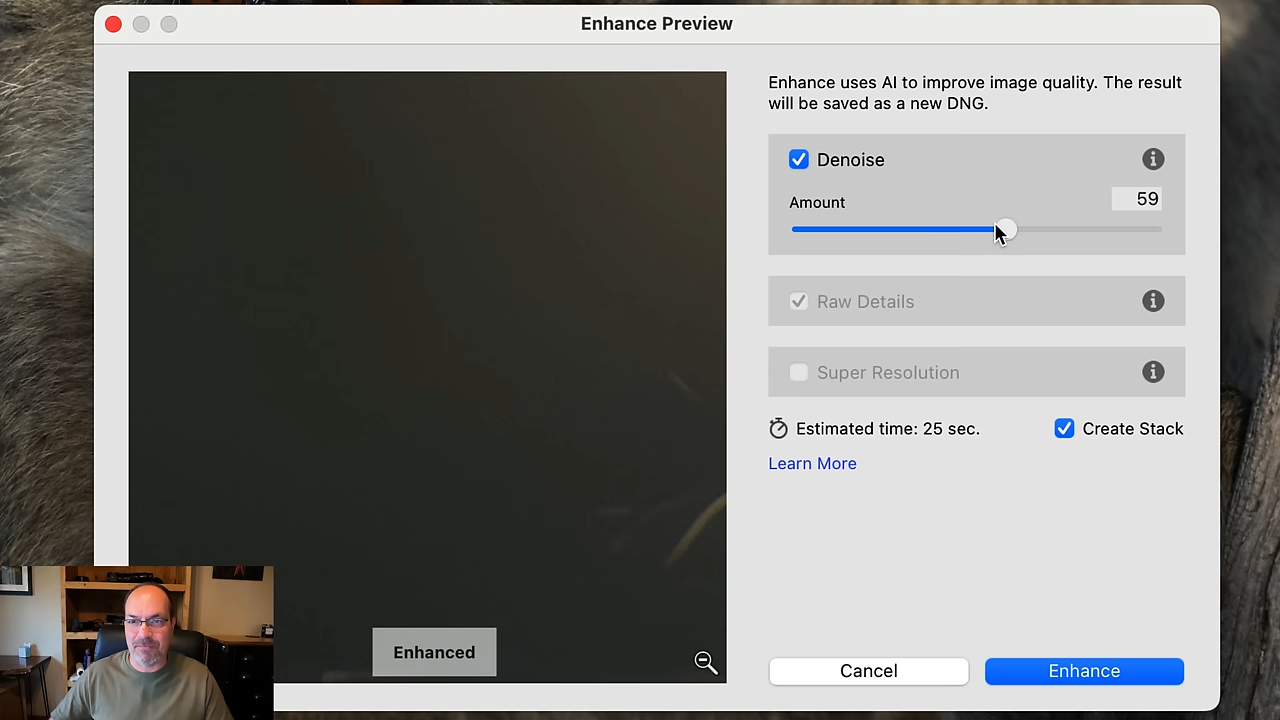 Enhance Preview
Enhance uses AI to improve image quality. The result
will be saved as a new DNG.
Denoise
Amount
59
Raw Details
Super Resolution
Estimated time: 25 sec.
Create Stack
Learn More
Enhanced
Cancel
Enhance